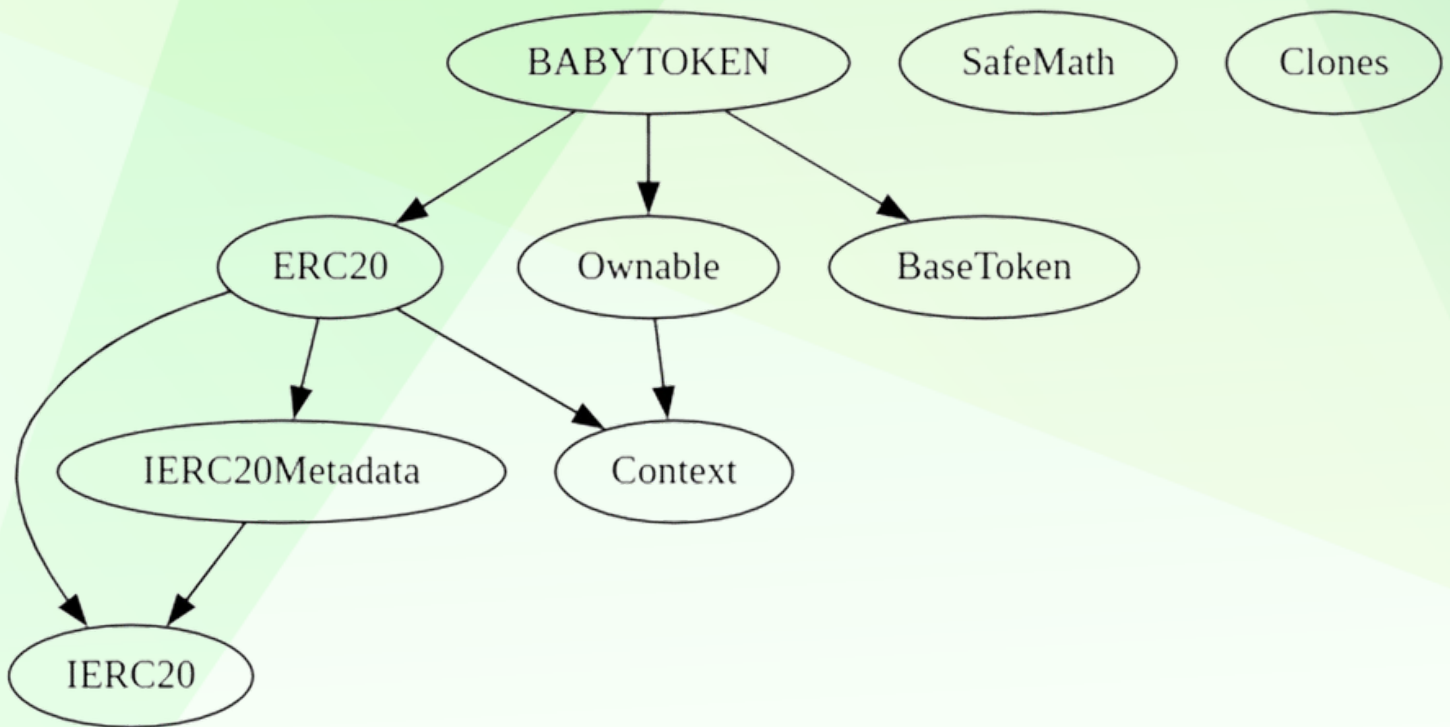 BABYTOKEN
SafeMath
Clones
ERC20
Ownable
BaseToken
IERC20Metadata
Context
IERC20